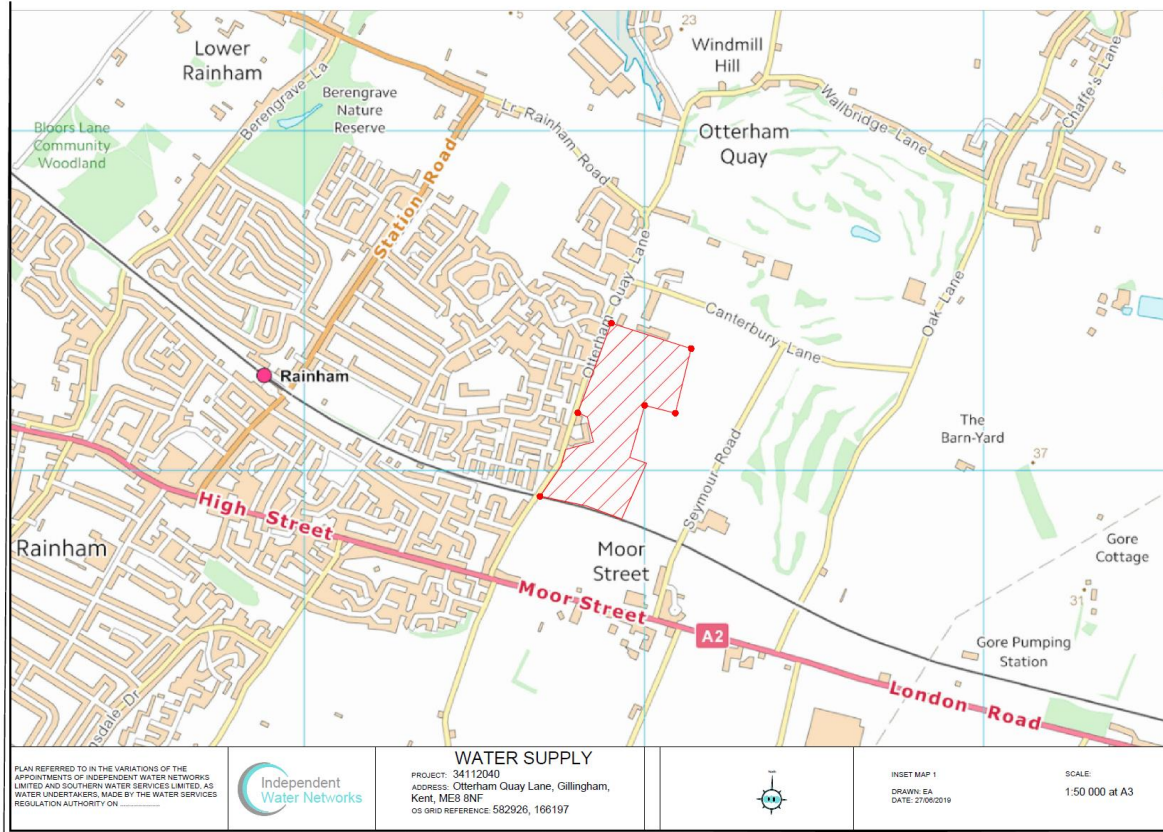 Lower
Rainham
Berengrave La
Berengrave
Nature
Reserve
Bloors Lane
Community
Woodland
Station Road
Lr Rainham Road
5
23
Windmill
Hill
Otterham
Quay
Wallbridge Lane
Chaffe's Lane
Otterham Quay Lane
Canterbury Lane
Oak Lane
Rainham
Seymour Road
The
Barn-Yard
37
High Street
Rainham
Moor
Street
Moor Street
A2
Gore
Cottage
31
Gore Pumping
Station
London Road
nsdale Dr
PLAN REFERRED TO IN THE VARIATIONS OF THE
APPOINTMENTS OF INDEPENDENT WATER NETWORKS
LIMITED AND SOUTHERN WATER SERVICES LIMITED, AS
WATER UNDERTAKERS, MADE BY THE WATER SERVICES
REGULATION AUTHORITY ON __________
Independent
Water Networks
WATER SUPPLY
PROJECT: 34112040
ADDRESS: Otterham Quay Lane, Gillingham,
Kent, ME8 8NF
OS GRID REFERENCE: 582926, 166197
INSET MAP 1
DRAWN: EA
DATE: 27/06/2019
SCALE:
1:50 000 at A3